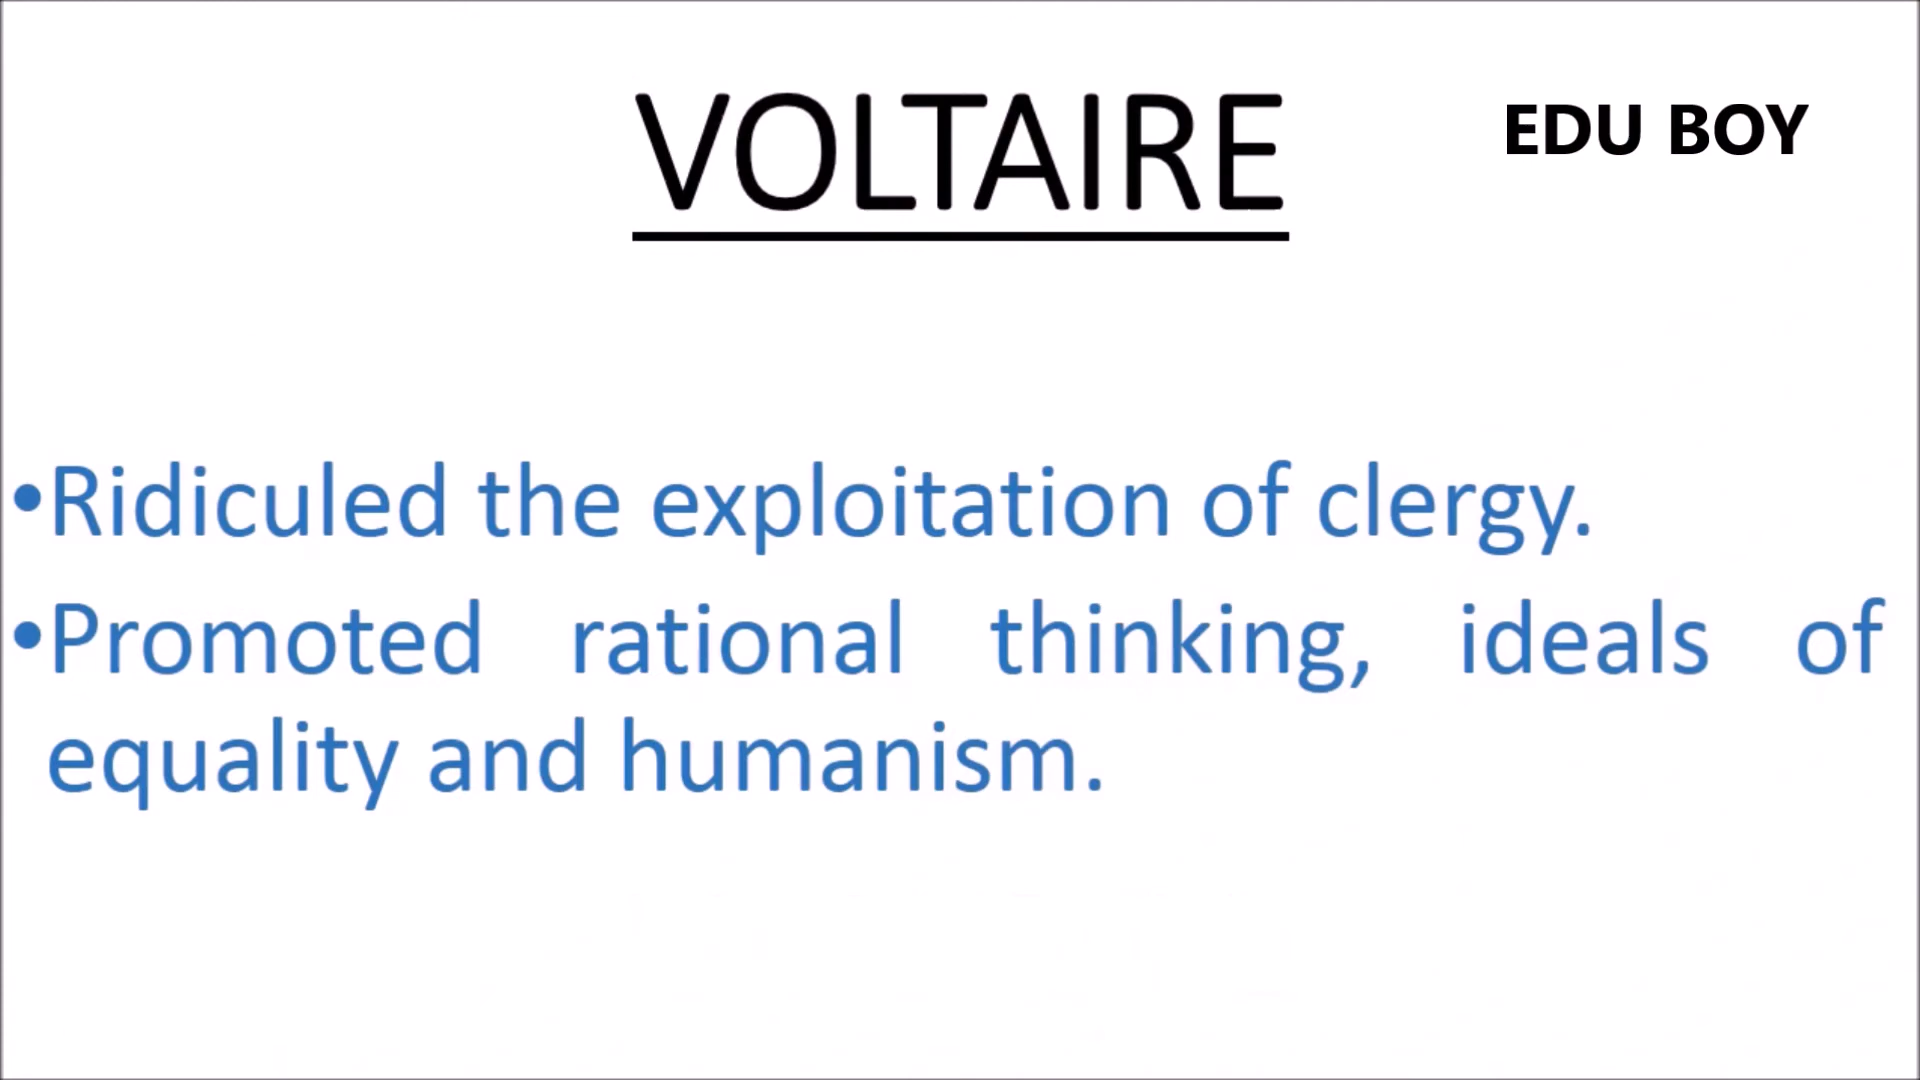 VOLTAIRE
EDU BOY
•Ridiculed the exploitation of clergy.
•Promoted rational thinking, ideals of
equality and humanism.